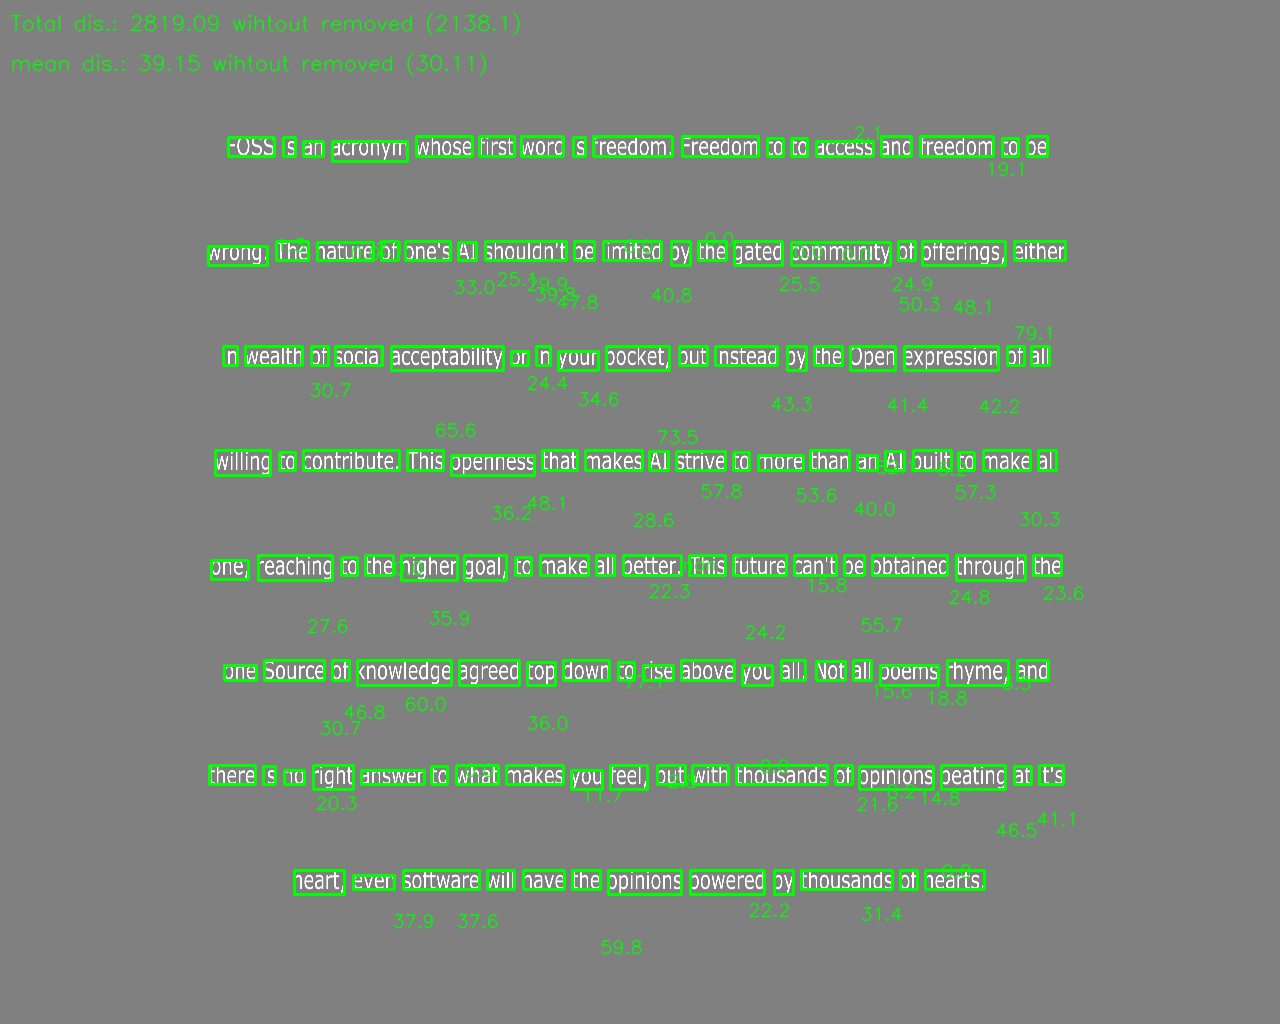 Total dis.: 2819.09 wihtout removed (2138.1)
mean dis.: 39.15 wihtout removed (30.11)
FOSS is an acronym whose first word is freedom. Freedom to to access and freedom to be
2.1
19.1
wrong. The nature of one's AI shouldn't be limited by the gated community of offerings, either
33.0 25.1 29.9 39.8 47.8 40.8 25.5 24.9 50.3 48.1
79.1
in wealth of social acceptability or in your pocket, but instead by the Open expression of all
30.7 24.4 34.6 43.3 41.4 42.2
65.6 73.5
willing to contribute. This openness that makes AI strive to more than an AI built to make all
36.2 48.1 28.6 57.8 53.6 40.0 57.3 30.3
one, reaching to the higher goal, to make all better. This future can't be obtained through the
22.3 15.8 24.8 23.6
27.6 35.9 24.2 55.7
one Source of knowledge agreed top down to rise above you all. Not all poems rhyme, and
77.1 15.6 18.8
30.7 46.8 60.0 36.0
there is no right answer to what makes you feel, but with thousands of opinions beating at it's
20.3 11.7 21.6 14.8
46.5 41.1
heart, even software will have the opinions powered by thousands of hearts.
37.9 37.6 22.2 31.4
59.8